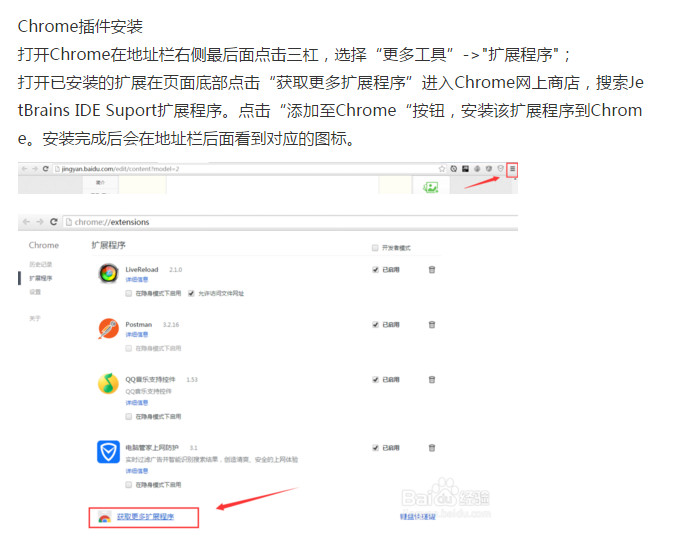 Chrome插件安装
打开Chrome在地址栏右侧最后面点击三杠，选择“更多工具”->"扩展程序"；
打开已安装的扩展在页面底部点击“获取更多扩展程序”进入Chrome网上商店，搜索Je
tBrains IDE Suport扩展程序。点击“添加至Chrome“按钮，安装该扩展程序到Chrom
e。安装完成后会在地址栏后面看到对应的图标。
jingyan.baidu.com/edit/content?model=2
chrome://extensions
Chrome 扩展程序 开发者模式
历史记录
扩展程序
设置
关于
LiveReload 2.1.0 已启用
详细信息
在隐身模式下启用 允许访问文件网址
Postman 3.2.16 已启用
详细信息
在隐身模式下启用
QQ音乐支持控件 1.53 已启用
QQ音乐支持控件
详细信息
在隐身模式下启用
电脑管家上网防护 3.1 已启用
实时过滤广告并智能识别搜索结果，创造清爽、安全的上网体验
详细信息
在隐身模式下启用
获取更多扩展程序 键盘快捷键
Baidu经验
jingyan.baidu.com